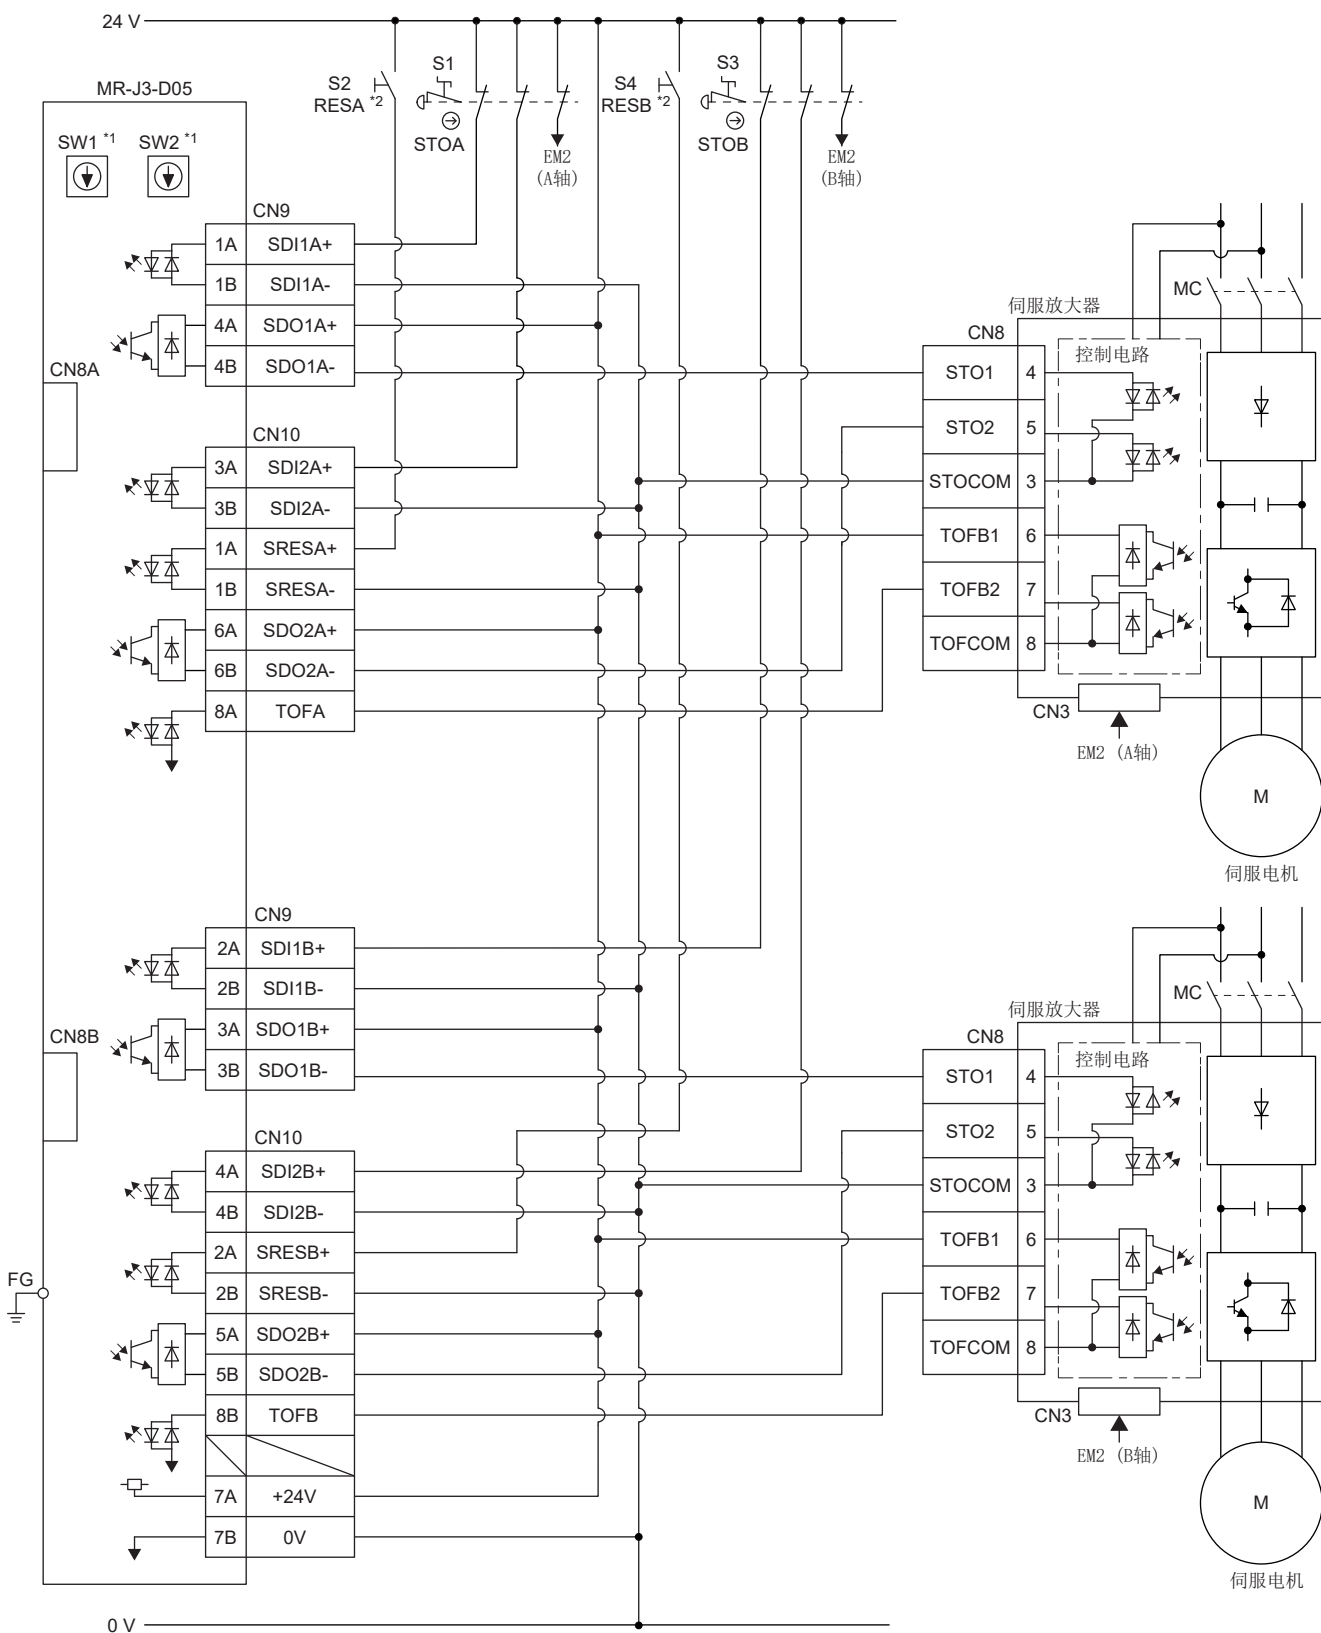 24 V
MR-J3-D05
SW1 *1
SW2 *1
S2
RESA *2
S1
STOA
EM2
(A轴)
S4
RESB *2
S3
STOB
EM2
(B轴)
CN9
1A SDI1A+
1B SDI1A-
4A SDO1A+
4B SDO1A-
CN8A
CN10
3A SDI2A+
3B SDI2A-
1A SRESA+
1B SRESA-
6A SDO2A+
6B SDO2A-
8A TOFA
MC
伺服放大器
CN8
控制电路
STO1 4
STO2 5
STOCOM 3
TOFB1 6
TOFB2 7
TOFCOM 8
CN3
EM2 (A轴)
M
伺服电机
CN9
2A SDI1B+
2B SDI1B-
3A SDO1B+
3B SDO1B-
CN8B
CN10
4A SDI2B+
4B SDI2B-
2A SRESB+
2B SRESB-
5A SDO2B+
5B SDO2B-
8B TOFB
7A +24V
7B 0V
FG
MC
伺服放大器
CN8
控制电路
STO1 4
STO2 5
STOCOM 3
TOFB1 6
TOFB2 7
TOFCOM 8
CN3
EM2 (B轴)
M
伺服电机
0 V